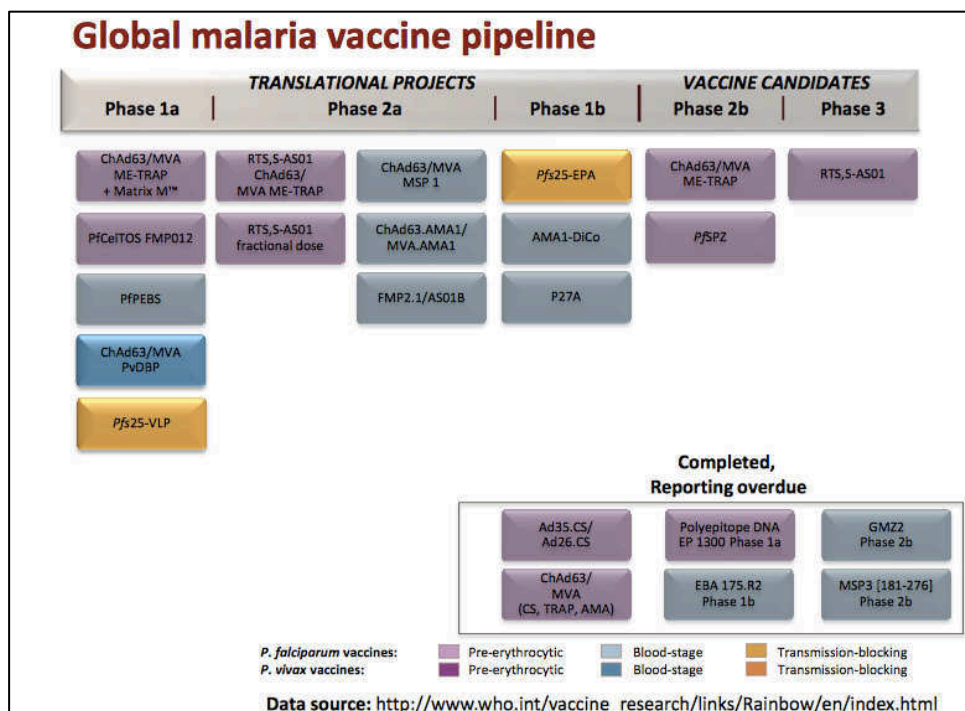 Global malaria vaccine pipeline
TRANSLATIONAL PROJECTS
VACCINE CANDIDATES
Phase 1a | Phase 2a | Phase 1b | Phase 2b | Phase 3
ChAd63/MVA
ME-TRAP
+ Matrix M™
PfCelTOS FMP012
PfPEBS
ChAd63/MVA
PvDBP
Pfs25-VLP
RTS,S-AS01
ChAd63/
MVA ME-TRAP
RTS,S-AS01
fractional dose
ChAd63/MVA
MSP 1
ChAd63.AMA1/
MVA.AMA1
FMP2.1/AS01B
Pfs25-EPA
AMA1-DiCo
P27A
ChAd63/MVA
ME-TRAP
PfSPZ
RTS,S-AS01
Completed,
Reporting overdue
Ad35.CS/
Ad26.CS
ChAd63/
MVA
(CS, TRAP, AMA)
Polyepitope DNA
EP 1300 Phase 1a
EBA 175.R2
Phase 1b
GMZ2
Phase 2b
MSP3 [181-276]
Phase 2b
P. falciparum vaccines: Pre-erythrocytic Blood-stage Transmission-blocking
P. vivax vaccines: Pre-erythrocytic Blood-stage Transmission-blocking
Data source: http://www.who.int/vaccine_research/links/Rainbow/en/index.html